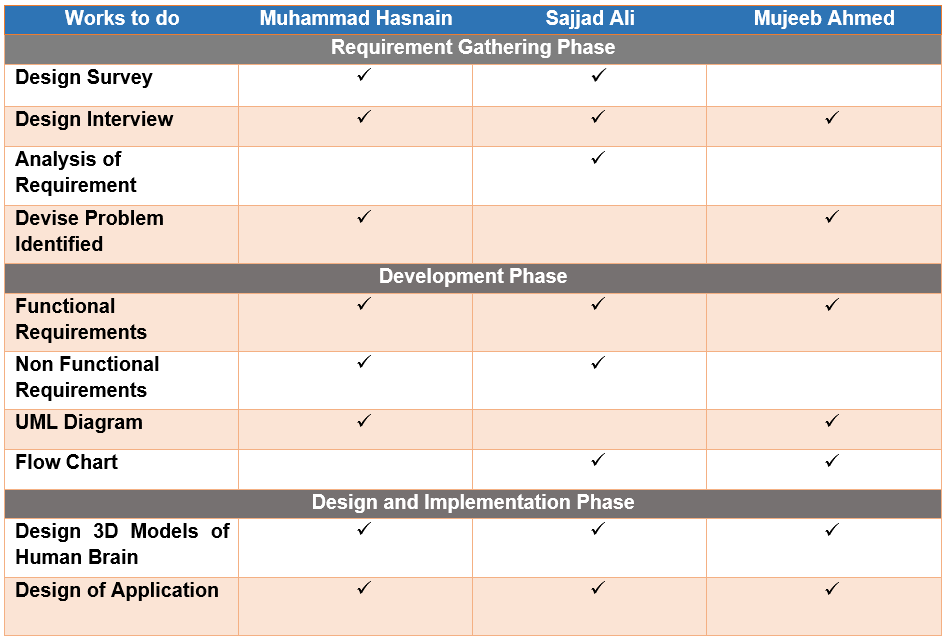 Works to do Muhammad Hasnain Sajjad Ali Mujeeb Ahmed
Requirement Gathering Phase
Design Survey ✓ ✓
Design Interview ✓ ✓ ✓
Analysis of ✓
Requirement
Devise Problem ✓ ✓
Identified
Development Phase
Functional ✓ ✓ ✓
Requirements
Non Functional ✓ ✓
Requirements
UML Diagram ✓ ✓
Flow Chart ✓ ✓
Design and Implementation Phase
Design 3D Models of ✓ ✓ ✓
Human Brain
Design of Application ✓ ✓ ✓